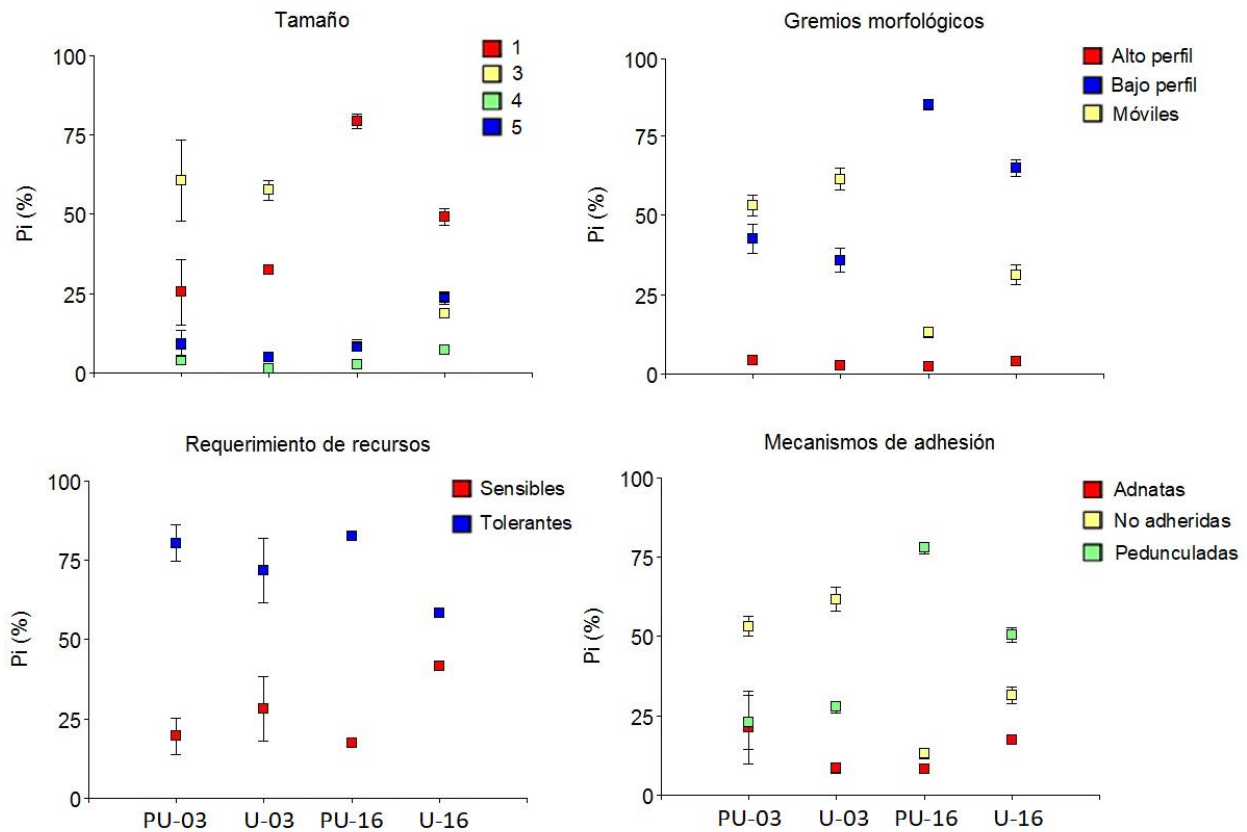 Tamaño
100
75
50
25
0
Pi (%)
1
3
4
5
Gremios morfológicos
100
75
50
25
0
Pi (%)
Alto perfil
Bajo perfil
Móviles
Requerimiento de recursos
100
75
50
25
0
Pi (%)
Sensibles
Tolerantes
PU-03 U-03 PU-16 U-16
Mecanismos de adhesión
100
75
50
25
0
Pi (%)
Adnatas
No adheridas
Pedunculadas
PU-03 U-03 PU-16 U-16